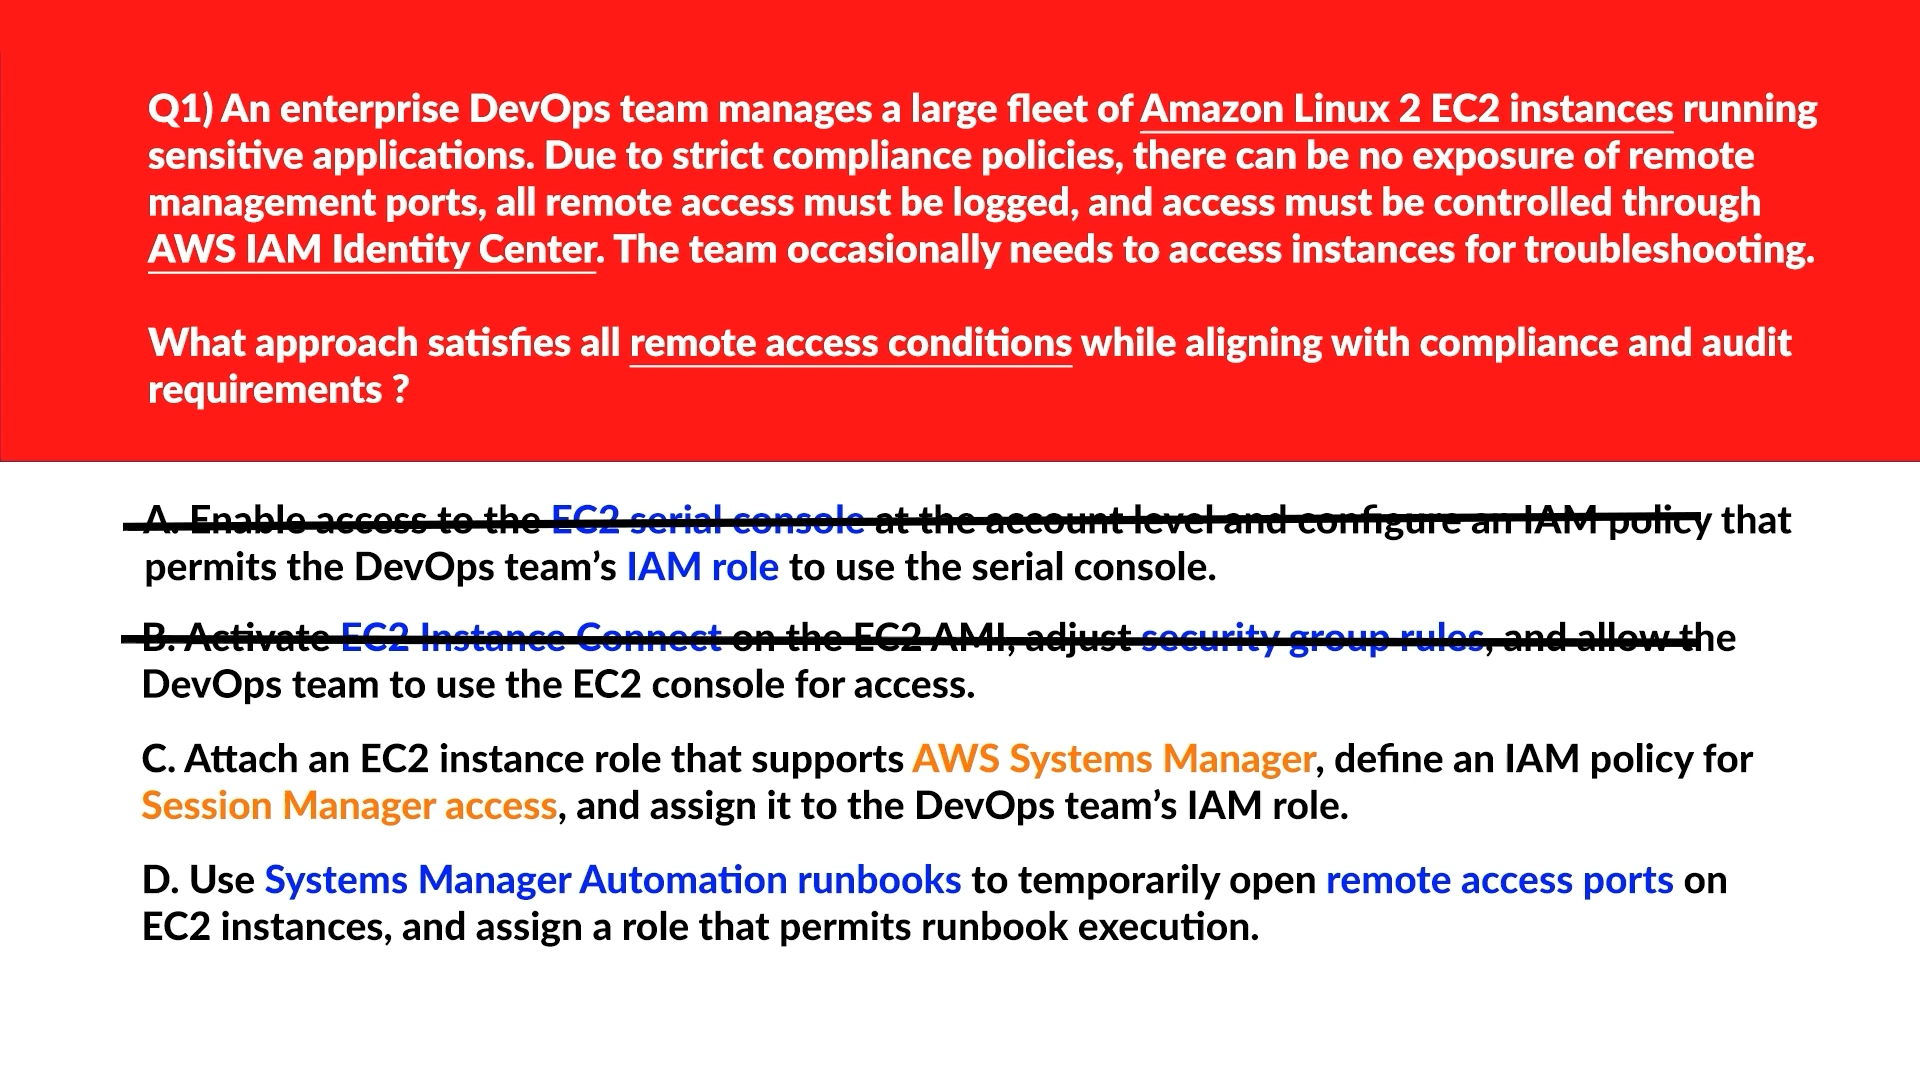 Q1) An enterprise DevOps team manages a large fleet of Amazon Linux 2 EC2 instances running
sensitive applications. Due to strict compliance policies, there can be no exposure of remote
management ports, all remote access must be logged, and access must be controlled through
AWS IAM Identity Center. The team occasionally needs to access instances for troubleshooting.
What approach satisfies all remote access conditions while aligning with compliance and audit
requirements ?
A. Enable access to the EC2 serial console at the account level and configure an IAM policy that
permits the DevOps team’s IAM role to use the serial console.
B. Activate EC2 Instance Connect on the EC2 AMI, adjust security group rules, and allow the
DevOps team to use the EC2 console for access.
C. Attach an EC2 instance role that supports AWS Systems Manager, define an IAM policy for
Session Manager access, and assign it to the DevOps team’s IAM role.
D. Use Systems Manager Automation runbooks to temporarily open remote access ports on
EC2 instances, and assign a role that permits runbook execution.